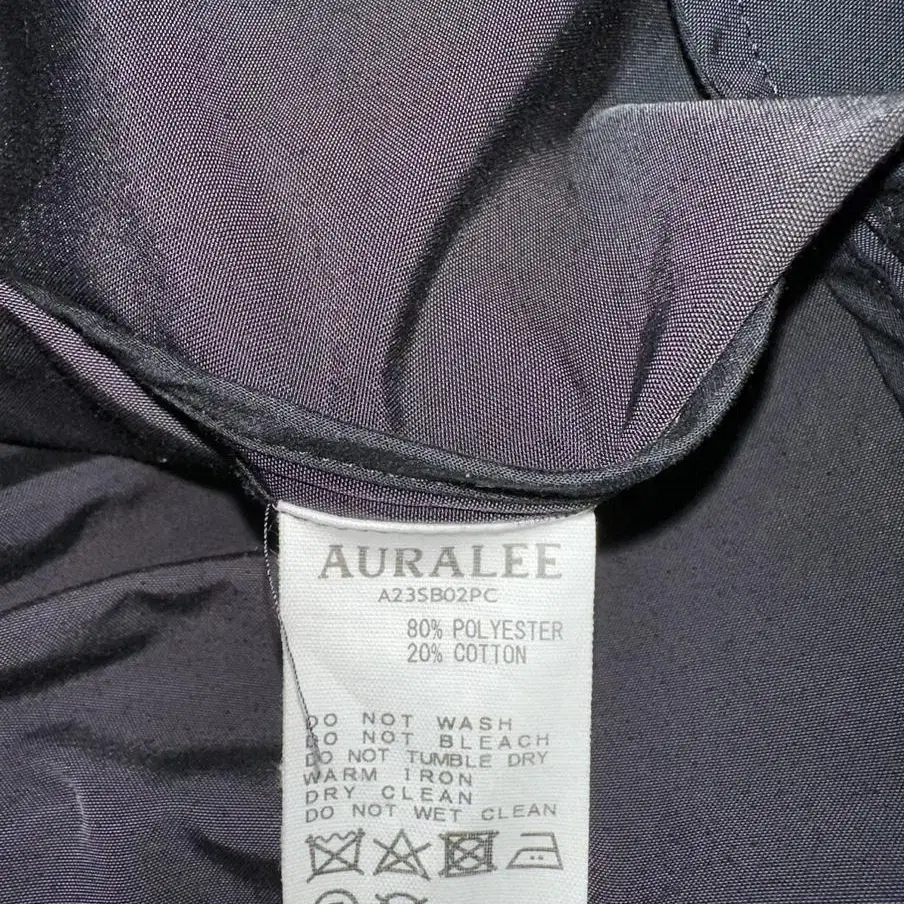 AURALEE
A23SB02PC
80% POLYESTER
20% COTTON
DO NOT WASH
DO NOT BLEACH
DO NOT TUMBLE DRY
WARM IRON
DRY CLEAN
DO NOT WET CLEAN